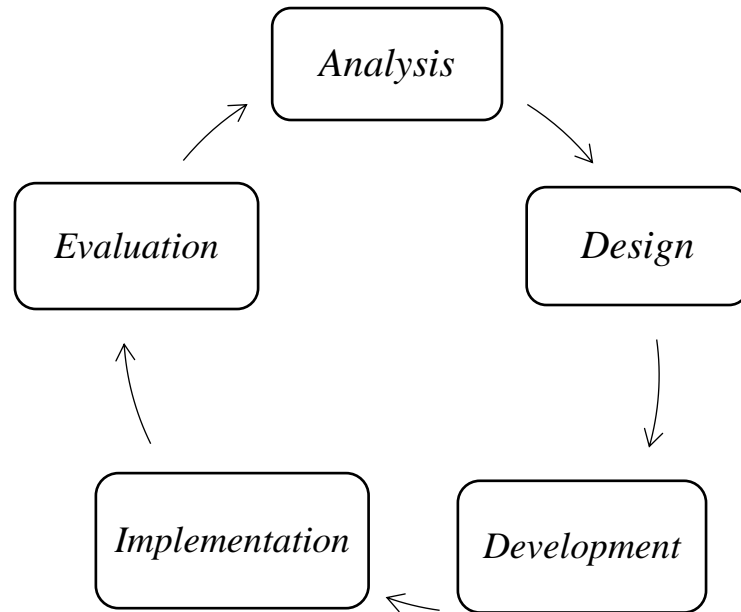 Analysis
Evaluation
Design
Implementation
Development